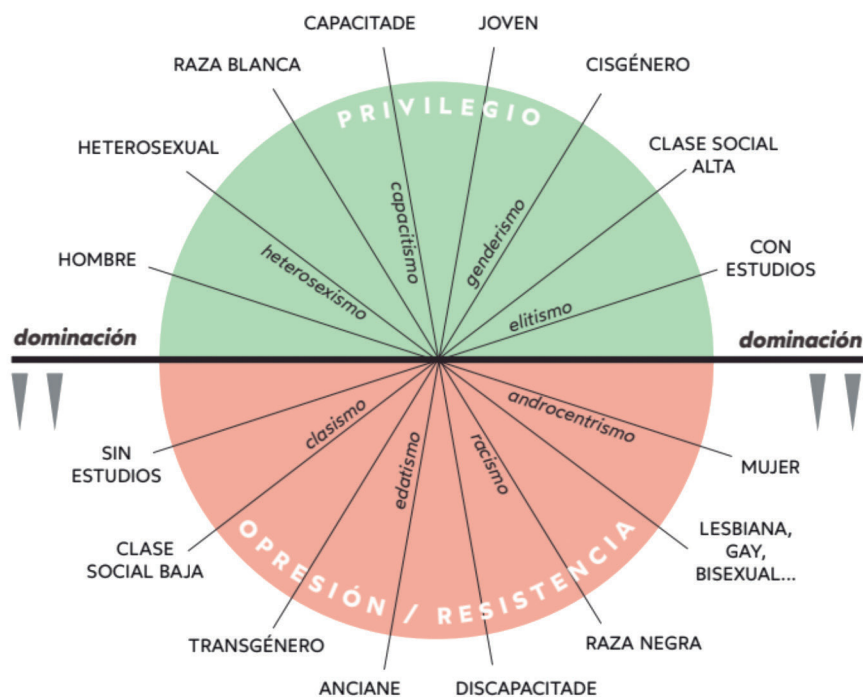 CAPACITADE
JOVEN
RAZA BLANCA
CISGÉNERO
PRIVILEGIO
HETEROSEXUAL
CLASE SOCIAL
ALTA
capacitismo
genderismo
HOMBRE
heterosexismo
CON
ESTUDIOS
elitismo
dominación
dominación
clasismo
edatismo
racismo
androcentrismo
SIN
ESTUDIOS
MUJER
CLASE
SOCIAL BAJA
LESBIANA,
GAY,
BISEXUAL...
OPRESIÓN / RESISTENCIA
TRANSGÉNERO
RAZA NEGRA
ANCIANE
DISCAPACITADE